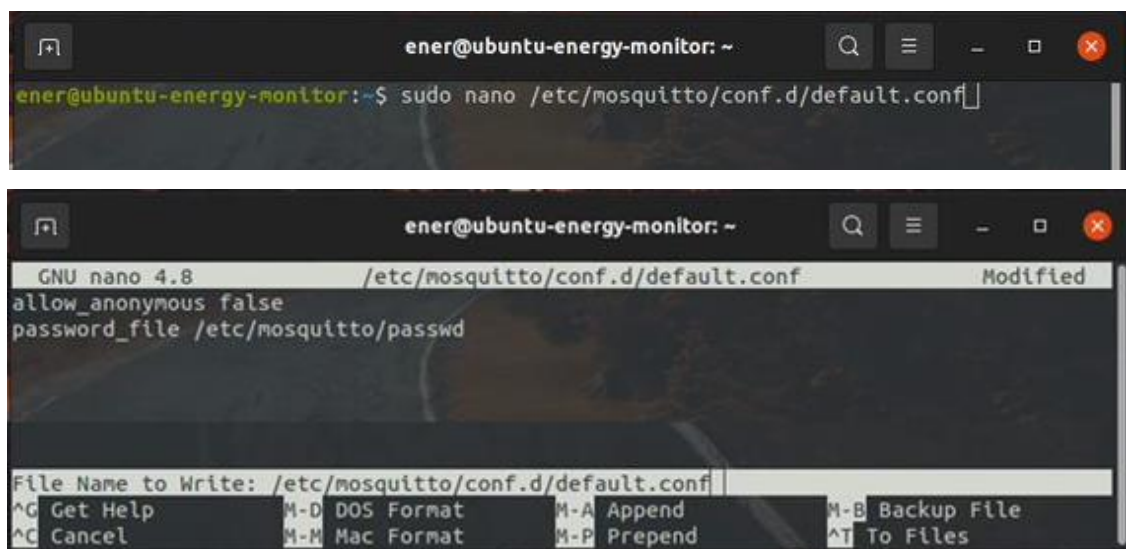 ener@ubuntu-energy-monitor: ~
ener@ubuntu-energy-monitor:~$ sudo nano /etc/mosquitto/conf.d/default.conf
ener@ubuntu-energy-monitor: ~
GNU nano 4.8 /etc/mosquitto/conf.d/default.conf Modified
allow_anonymous false
password_file /etc/mosquitto/passwd
File Name to Write: /etc/mosquitto/conf.d/default.conf
^G Get Help M-D DOS Format M-A Append M-B Backup File
^C Cancel M-M Mac Format M-P Prepend ^T To Files